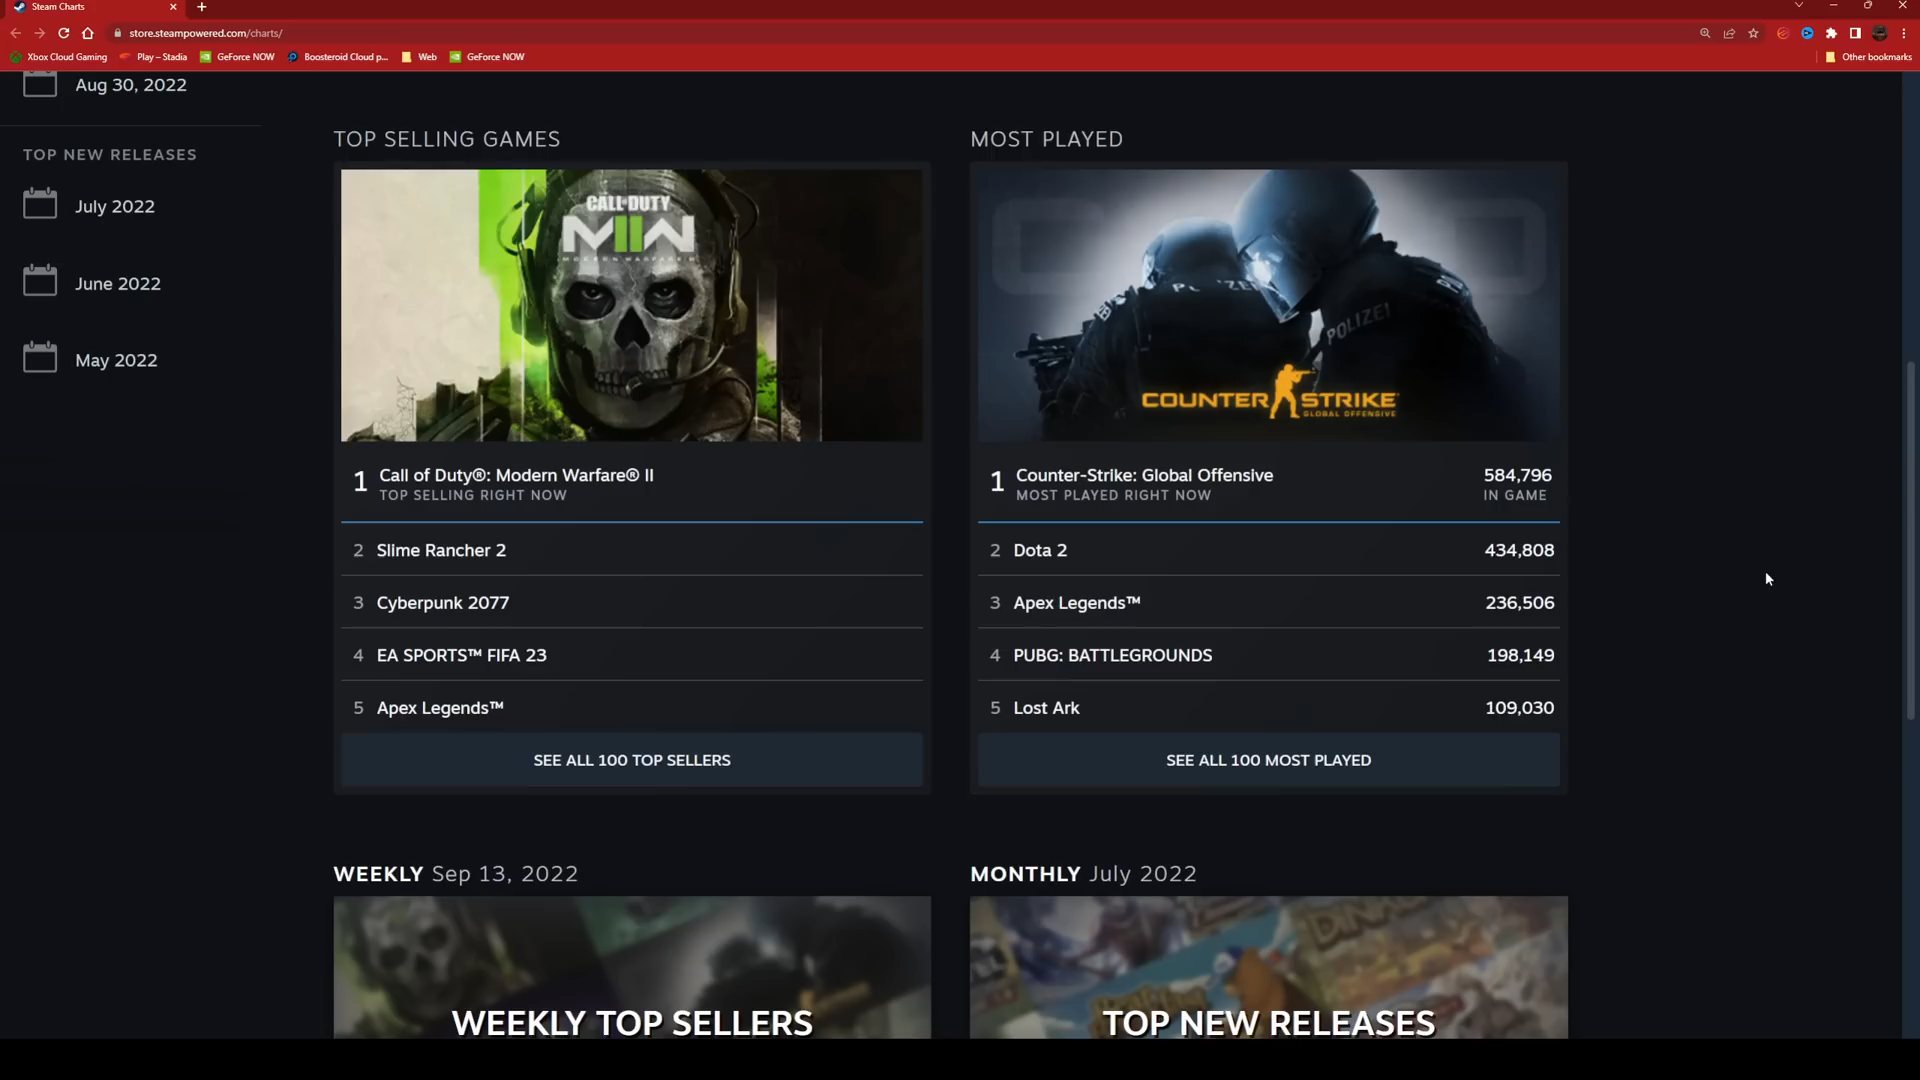 Steam Charts
store.steampowered.com/charts/
Xbox Cloud Gaming
Play – Stadia
GeForce NOW
Boosteroid Cloud p...
Web
GeForce NOW
Other bookmarks
Aug 30, 2022
TOP NEW RELEASES
July 2022
June 2022
May 2022
TOP SELLING GAMES
CALL OF DUTY
MWII
MODERN WARFARE II
1 Call of Duty®: Modern Warfare® II
TOP SELLING RIGHT NOW
2 Slime Rancher 2
3 Cyberpunk 2077
4 EA SPORTS™ FIFA 23
5 Apex Legends™
SEE ALL 100 TOP SELLERS
MOST PLAYED
POLIZEI
COUNTER STRIKE
GLOBAL OFFENSIVE
1 Counter-Strike: Global Offensive 584,796
MOST PLAYED RIGHT NOW IN GAME
2 Dota 2 434,808
3 Apex Legends™ 236,506
4 PUBG: BATTLEGROUNDS 198,149
5 Lost Ark 109,030
SEE ALL 100 MOST PLAYED
WEEKLY Sep 13, 2022
WEEKLY TOP SELLERS
MONTHLY July 2022
TOP NEW RELEASES